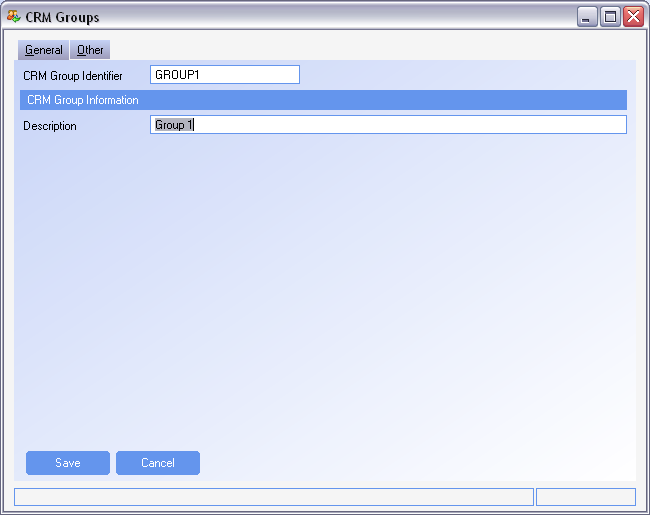 CRM Groups
General Other
CRM Group Identifier GROUP1
CRM Group Information
Description Group 1
Save Cancel